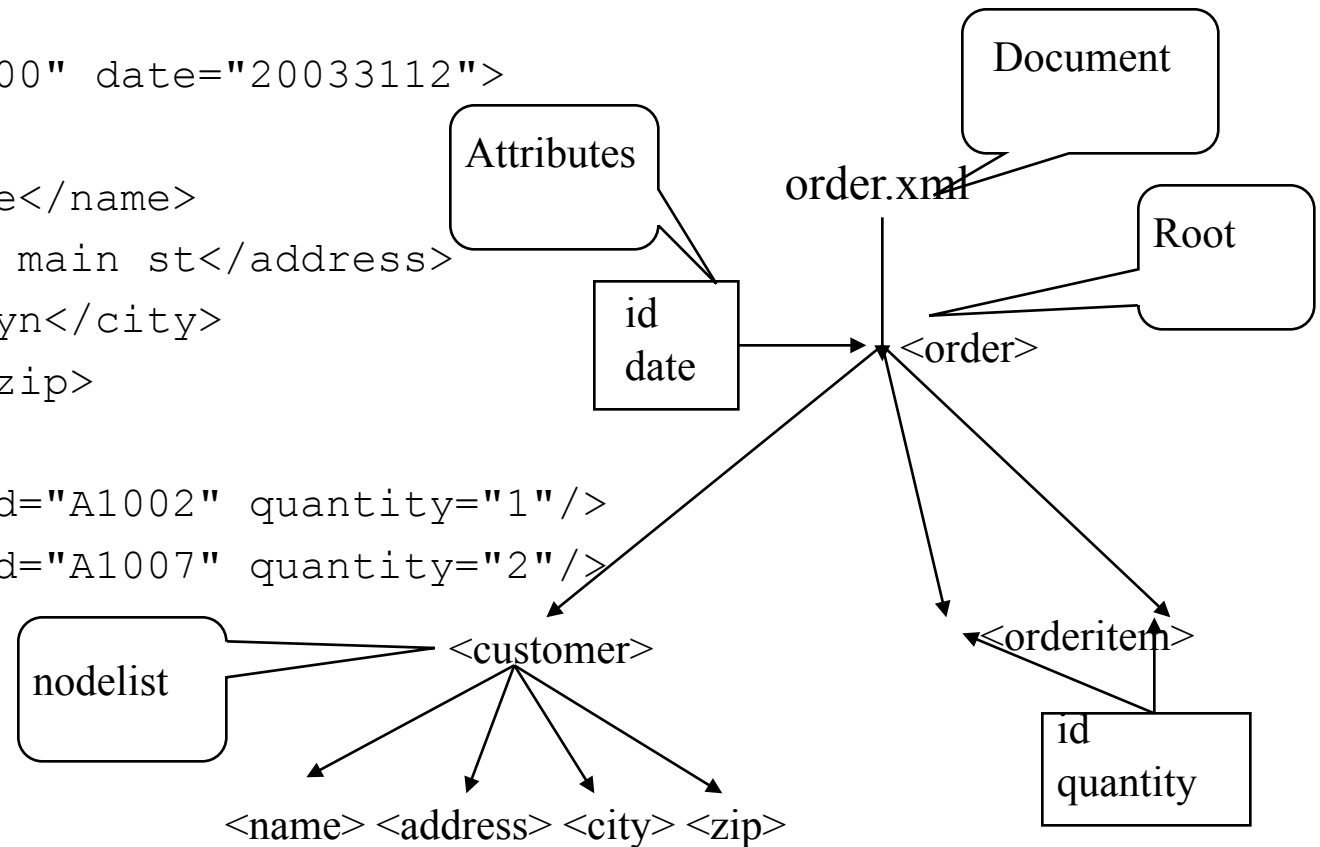 00" date="20033112">
e</name>
main st</address>
yn</city>
zip>
d="A1002" quantity="1"/>
d="A1007" quantity="2"/>
Document
Attributes
order.xml
Root
id
date
<order>
nodelist
<customer>
<orderitem>
id
quantity
<name> <address> <city> <zip>